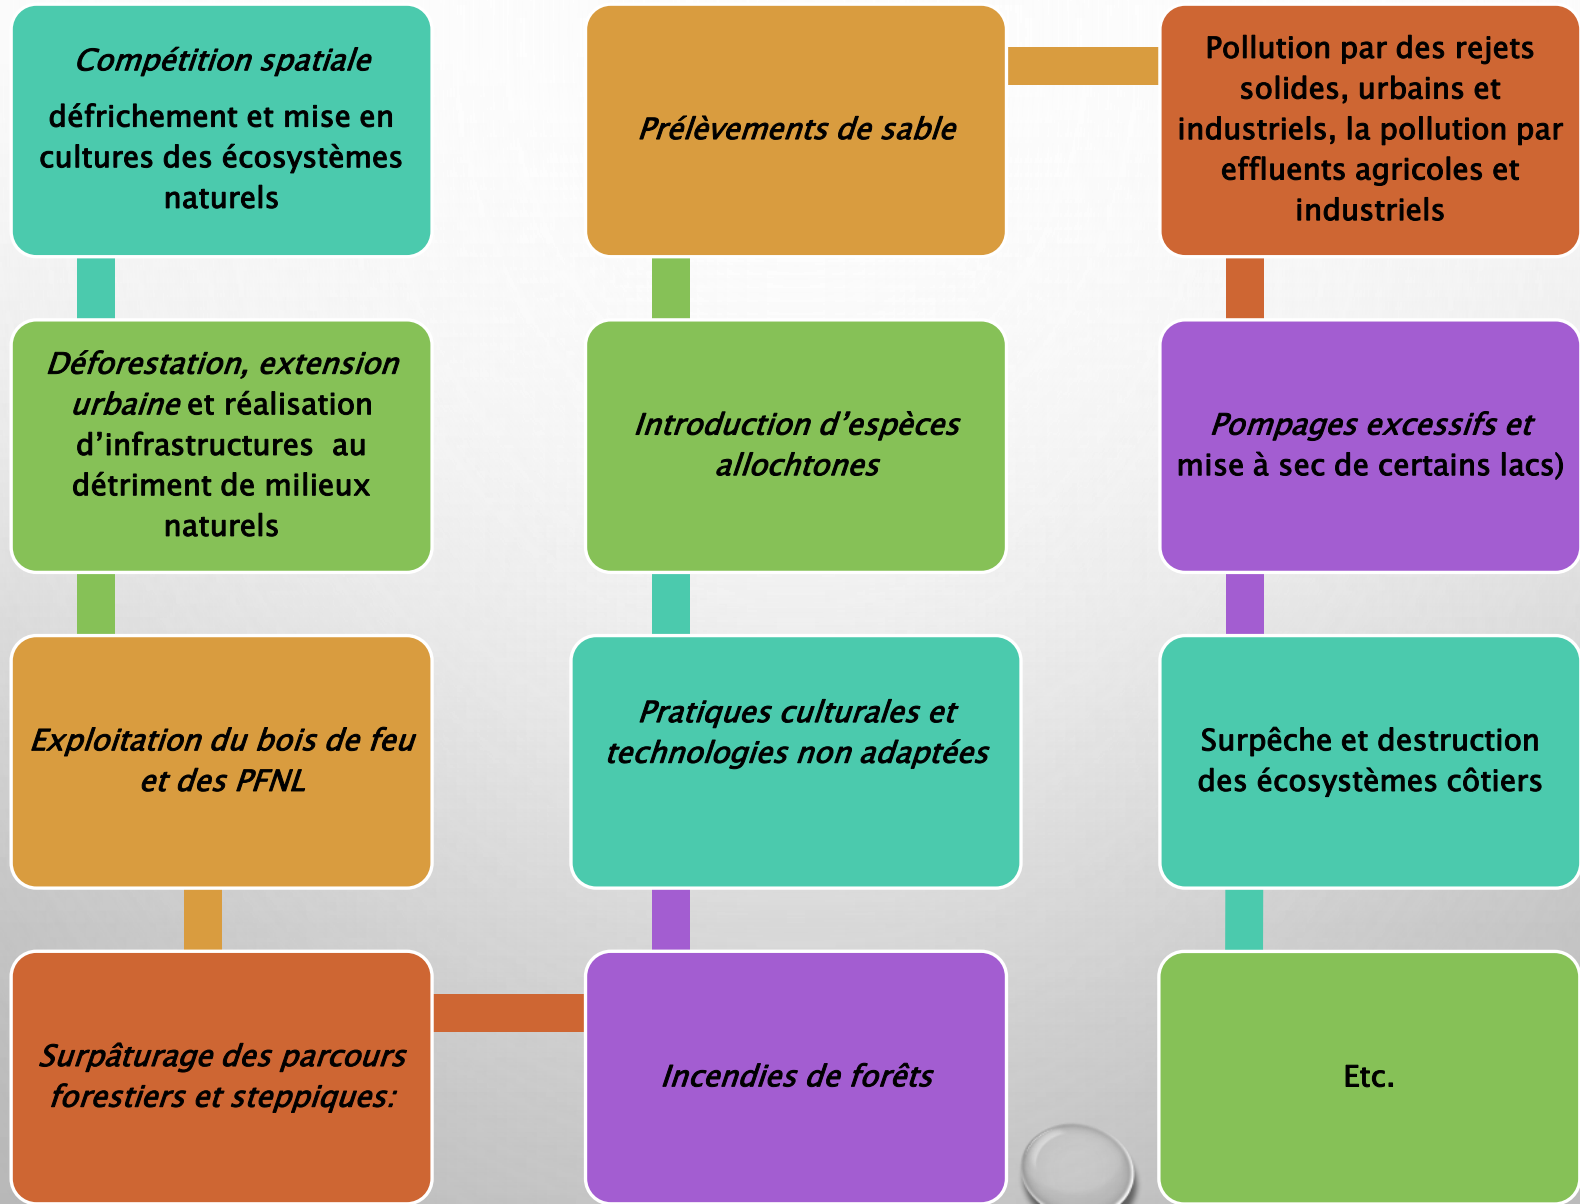 Compétition spatiale
défrichement et mise en
cultures des écosystèmes
naturels
Déforestation, extension
urbaine et réalisation
d’infrastructures au
détriment de milieux
naturels
Exploitation du bois de feu
et des PFNL
Surpâturage des parcours
forestiers et steppiques:
Incendies de forêts
Pratiques culturales et
technologies non adaptées
Introduction d’espèces
allochtones
Prélèvements de sable
Pollution par des rejets
solides, urbains et
industriels, la pollution par
effluents agricoles et
industriels
Pompages excessifs et
mise à sec de certains lacs)
Surpêche et destruction
des écosystèmes côtiers
Etc.